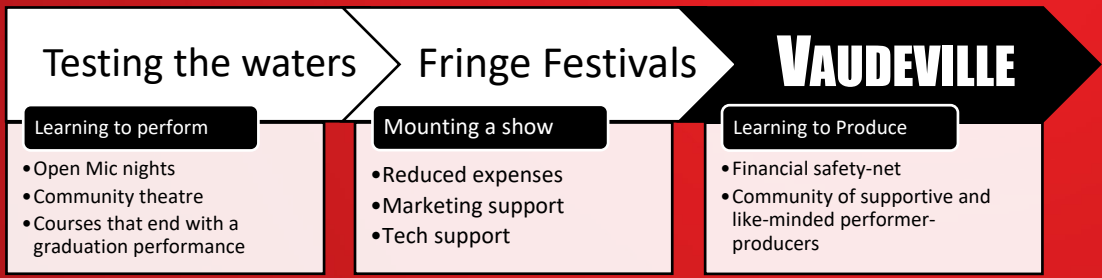 Testing the waters
Fringe Festivals
VAUDEVILLE
Learning to perform
•Open Mic nights
•Community theatre
•Courses that end with a
graduation performance
Mounting a show
•Reduced expenses
•Marketing support
•Tech support
Learning to Produce
•Financial safety-net
•Community of supportive and
like-minded performer-
producers